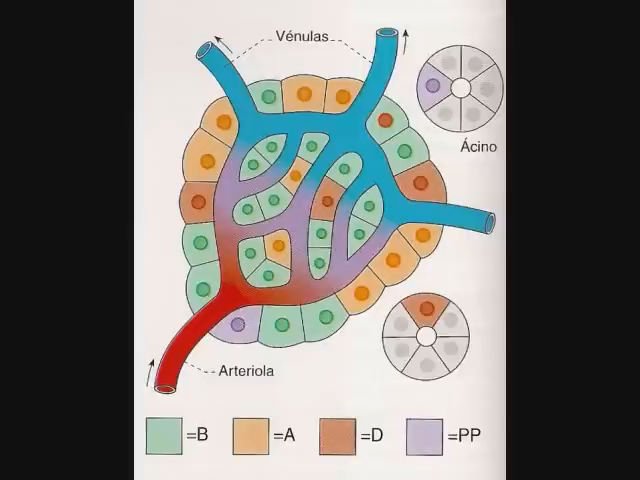 Vénulas
Ácino
Arteriola
=B
=A
=D
=PP